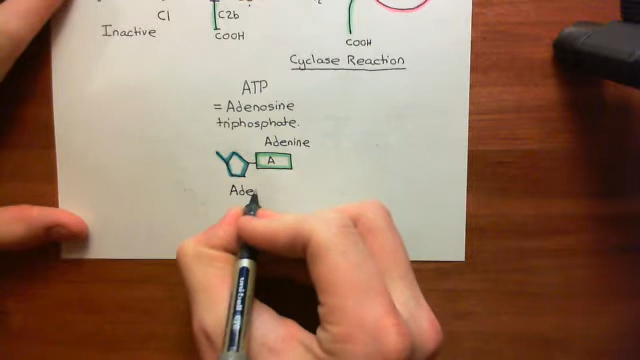 C1
C2b
Inactive
COOH
COOH
Cyclase Reaction
ATP
= Adenosine
triphosphate.
Adenine
A
Ade